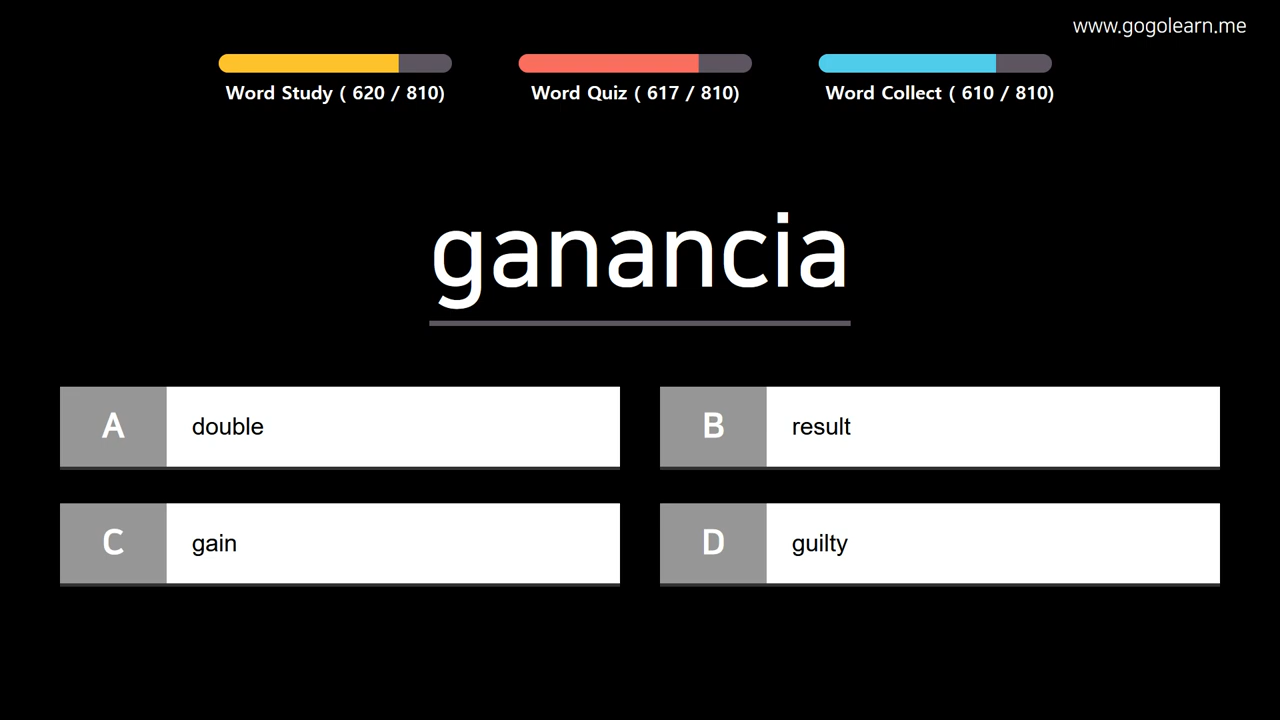 www.gogolearn.me
Word Study ( 620 / 810)
Word Quiz ( 617 / 810)
Word Collect ( 610 / 810)
ganancia
A double
B result
C gain
D guilty